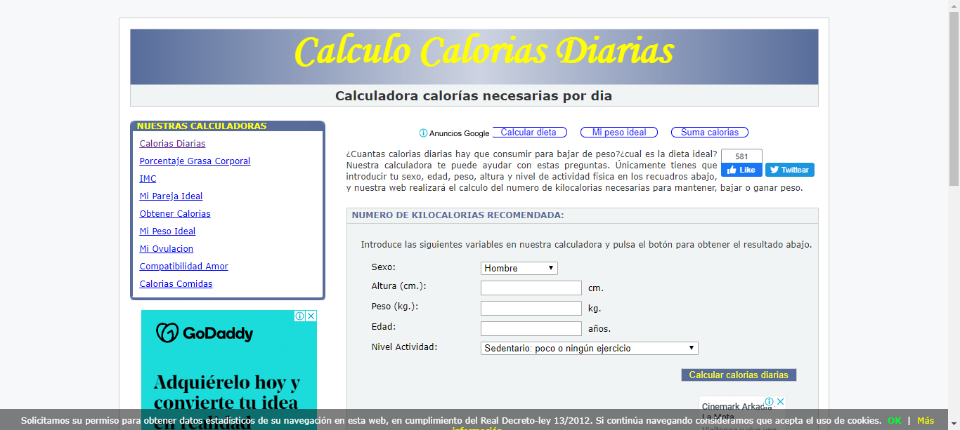 Calculo Calorias Diarias
Calculadora calorías necesarias por dia
NUESTRAS CALCULADORAS
Calorias Diarias
Porcentaje Grasa Corporal
IMC
Mi Pareja Ideal
Obtener Calorias
Mi Peso Ideal
Mi Ovulacion
Compatibilidad Amor
Calorias Comidas
GoDaddy
Adquiérelo hoy y
convierte tu idea
en realidad
Anuncios Google Calcular dieta Mi peso ideal Suma calorías
¿Cuantas calorias diarias hay que consumir para bajar de peso?¿cual es la dieta ideal?
Nuestra calculadora te puede ayudar con estas preguntas. Únicamente tienes que
introducir tu sexo, edad, peso, altura y nivel de actividad física en los recuadros abajo,
y nuestra web realizará el calculo del numero de kilocalorias necesarias para mantener, bajar o ganar peso.
581
Like Twittear
NUMERO DE KILOCALORIAS RECOMENDADA:
Introduce las siguientes variables en nuestra calculadora y pulsa el botón para obtener el resultado abajo.
Sexo: Hombre
Altura (cm.): cm.
Peso (kg.): kg.
Edad: años.
Nivel Actividad: Sedentario: poco o ningún ejercicio
Calcular calorias diarias
Cinemark Arkadia
La Mota
Solicitamos su permiso para obtener datos estadísticos de su navegación en esta web, en cumplimiento del Real Decreto-ley 13/2012. Si continúa navegando consideramos que acepta el uso de cookies. OK | Más
información